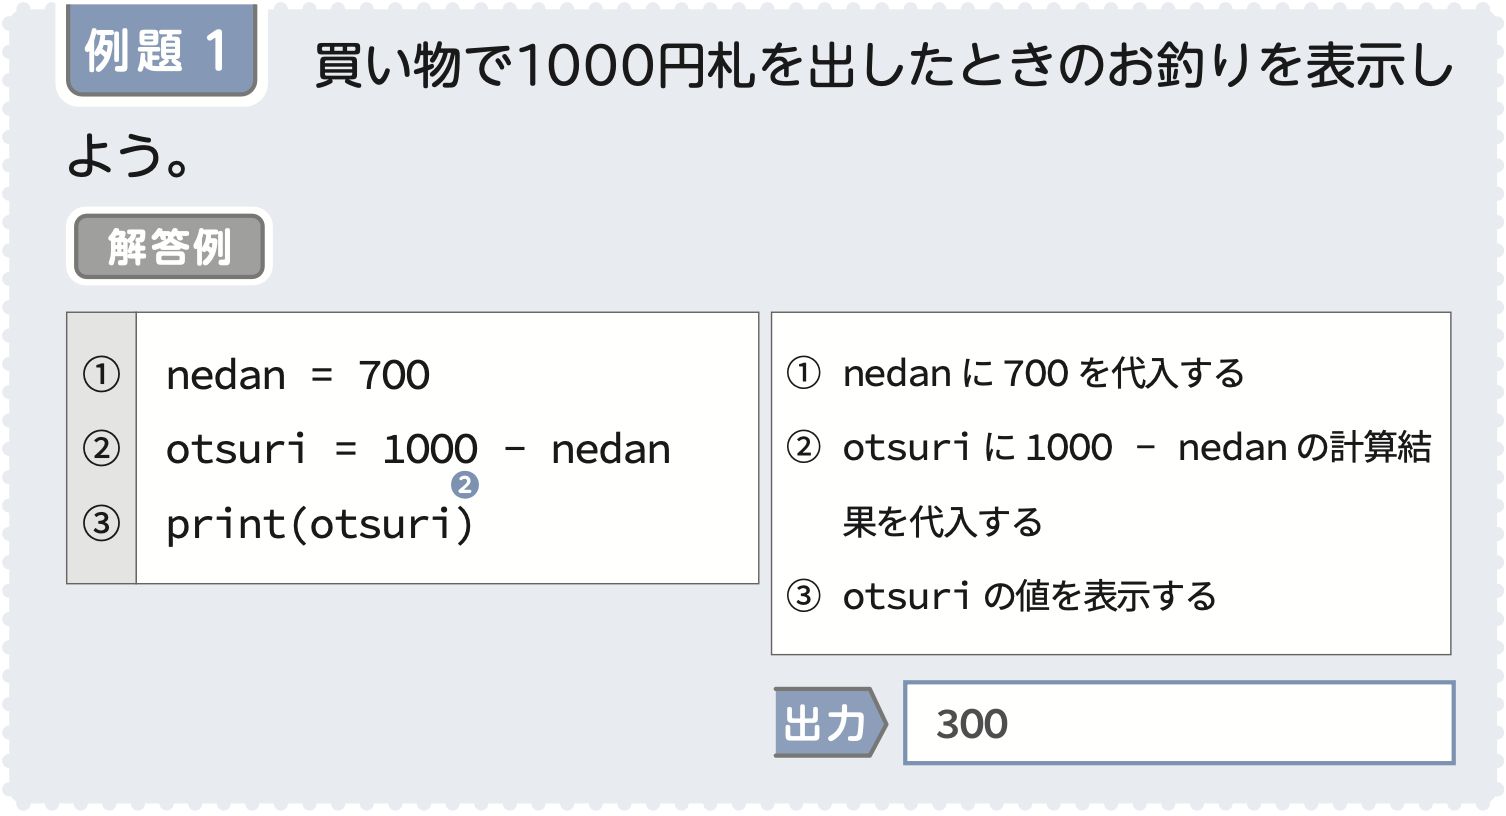 例題 1 買い物で1000円札を出したときのお釣りを表示し
よう。
解答例
① nedan = 700
② otsuri = 1000 − nedan
❷
③ print(otsuri)
① nedan に 700 を代入する
② otsuri に 1000 − nedan の計算結
果を代入する
③ otsuri の値を表示する
出力 300